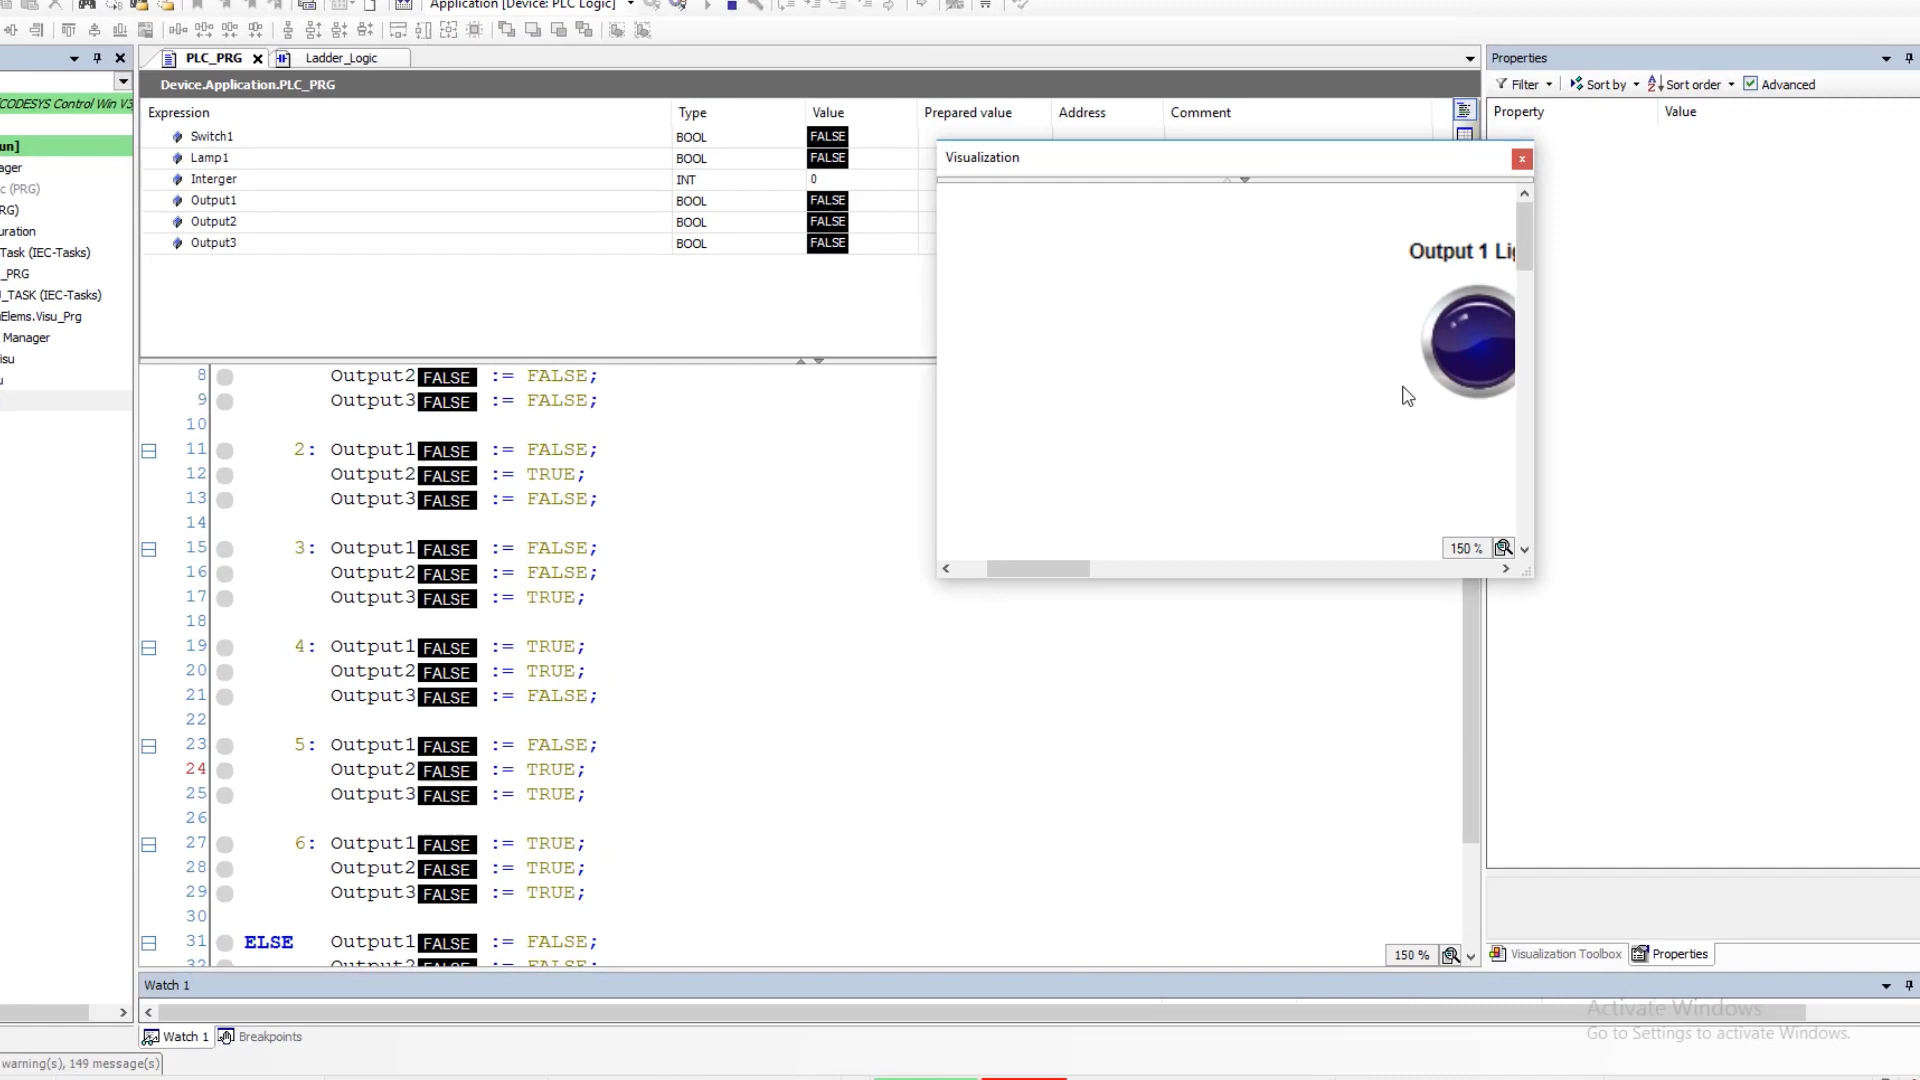 Application [Device: PLC Logic]
PLC_PRG
Ladder_Logic
Properties
CODESYS Control Win V3
Device.Application.PLC_PRG
Filter
Sort by
Sort order
Advanced
Expression Type Value Prepared value Address Comment
Property Value
Switch1 BOOL FALSE
Lamp1 BOOL FALSE
Interger INT 0
Output1 BOOL FALSE
Output2 BOOL FALSE
Output3 BOOL FALSE
un]
ager
c (PRG)
RG)
uration
Task (IEC-Tasks)
_PRG
_TASK (IEC-Tasks)
Elems.Visu_Prg
Manager
isu
u
Visualization
Output 1 Lig
150 %
8 Output2 FALSE := FALSE;
9 Output3 FALSE := FALSE;
10
11 2: Output1 FALSE := FALSE;
12 Output2 FALSE := TRUE;
13 Output3 FALSE := FALSE;
14
15 3: Output1 FALSE := FALSE;
16 Output2 FALSE := FALSE;
17 Output3 FALSE := TRUE;
18
19 4: Output1 FALSE := TRUE;
20 Output2 FALSE := TRUE;
21 Output3 FALSE := FALSE;
22
23 5: Output1 FALSE := FALSE;
24 Output2 FALSE := TRUE;
25 Output3 FALSE := TRUE;
26
27 6: Output1 FALSE := TRUE;
28 Output2 FALSE := TRUE;
29 Output3 FALSE := TRUE;
30
31 ELSE Output1 FALSE := FALSE;
32 Output2 FALSE := FALSE;
150 %
Visualization Toolbox
Properties
Watch 1
Watch 1
Breakpoints
Activate Windows
Go to Settings to activate Windows.
warning(s), 149 message(s)